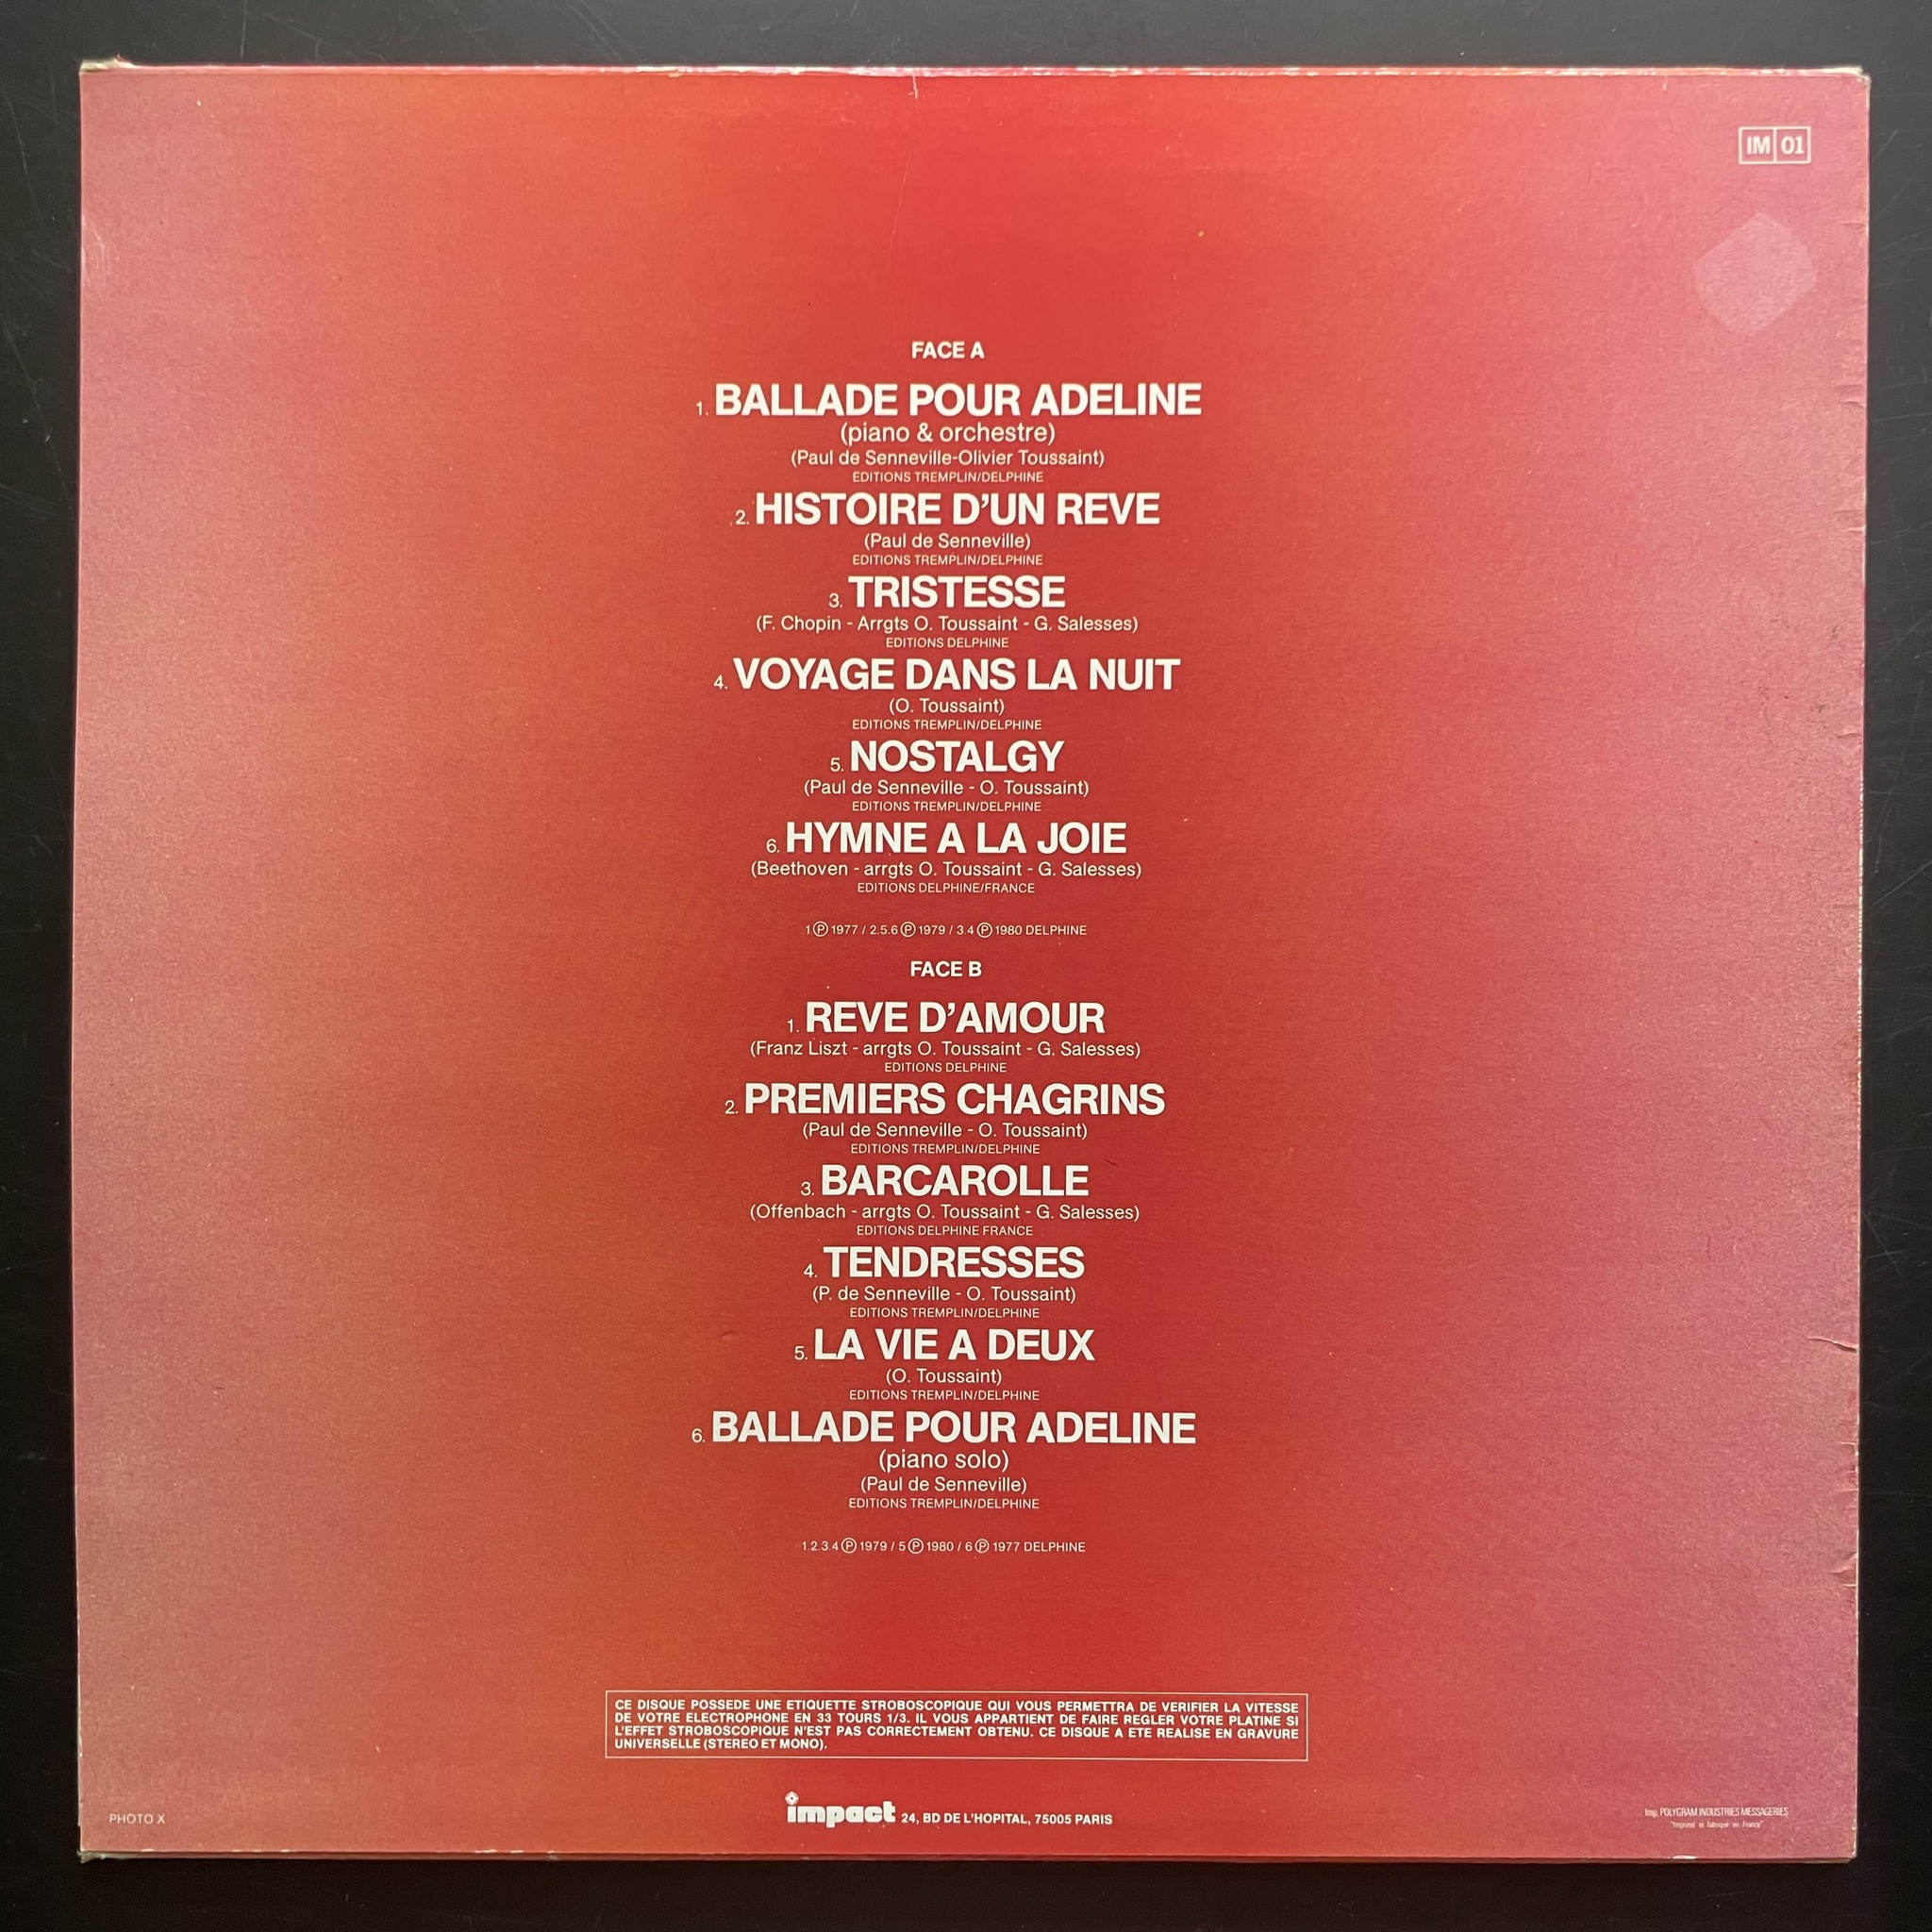 IM 01
FACE A
1. BALLADE POUR ADELINE
(piano & orchestre)
(Paul de Senneville-Olivier Toussaint)
EDITIONS TREMPLIN/DELPHINE
2. HISTOIRE D'UN REVE
(Paul de Senneville)
EDITIONS TREMPLIN/DELPHINE
3. TRISTESSE
(F. Chopin - Arrgts O. Toussaint - G. Salesses)
EDITIONS DELPHINE
4. VOYAGE DANS LA NUIT
(O. Toussaint)
EDITIONS TREMPLIN/DELPHINE
5. NOSTALGY
(Paul de Senneville - O. Toussaint)
EDITIONS TREMPLIN/DELPHINE
6. HYMNE A LA JOIE
(Beethoven - arrgts O. Toussaint - G. Salesses)
EDITIONS DELPHINE/FRANCE
1 Ⓟ 1977 / 2.5.6 Ⓟ 1979 / 3.4 Ⓟ 1980 DELPHINE
FACE B
1. REVE D'AMOUR
(Franz Liszt - arrgts O. Toussaint - G. Salesses)
EDITIONS DELPHINE
2. PREMIERS CHAGRINS
(Paul de Senneville - O. Toussaint)
EDITIONS TREMPLIN/DELPHINE
3. BARCAROLLE
(Offenbach - arrgts O. Toussaint - G. Salesses)
EDITIONS DELPHINE FRANCE
4. TENDRESSES
(P. de Senneville - O. Toussaint)
EDITIONS TREMPLIN/DELPHINE
5. LA VIE A DEUX
(O. Toussaint)
EDITIONS TREMPLIN/DELPHINE
6. BALLADE POUR ADELINE
(piano solo)
(Paul de Senneville)
EDITIONS TREMPLIN/DELPHINE
1.2.3.4 Ⓟ 1979 / 5 Ⓟ 1980 / 6 Ⓟ 1977 DELPHINE
CE DISQUE POSSEDE UNE ETIQUETTE STROBOSCOPIQUE QUI VOUS PERMETTRA DE VERIFIER LA VITESSE
DE VOTRE ELECTROPHONE EN 33 TOURS 1/3. IL VOUS APPARTIENT DE FAIRE REGLER VOTRE PLATINE SI
L'EFFET STROBOSCOPIQUE N'EST PAS CORRECTEMENT OBTENU. CE DISQUE A ETE REALISE EN GRAVURE
UNIVERSELLE (STEREO ET MONO).
PHOTO X
impact 24, BD DE L'HOPITAL, 75005 PARIS
Imp. POLYGRAM INDUSTRIES MESSAGERIES
"Imprimé et fabriqué en France"